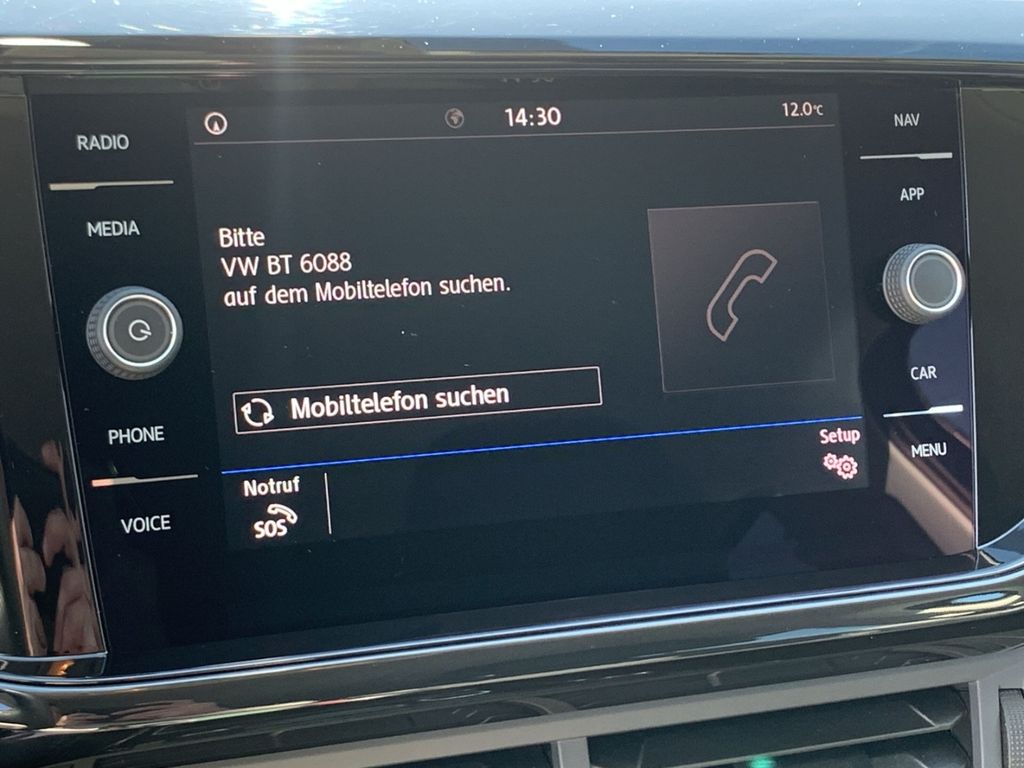 RADIO
MEDIA
PHONE
VOICE
14:30
12.0°C
Bitte
VW BT 6088
auf dem Mobiltelefon suchen.
Mobiltelefon suchen
Notruf
SOS
Setup
NAV
APP
CAR
MENU